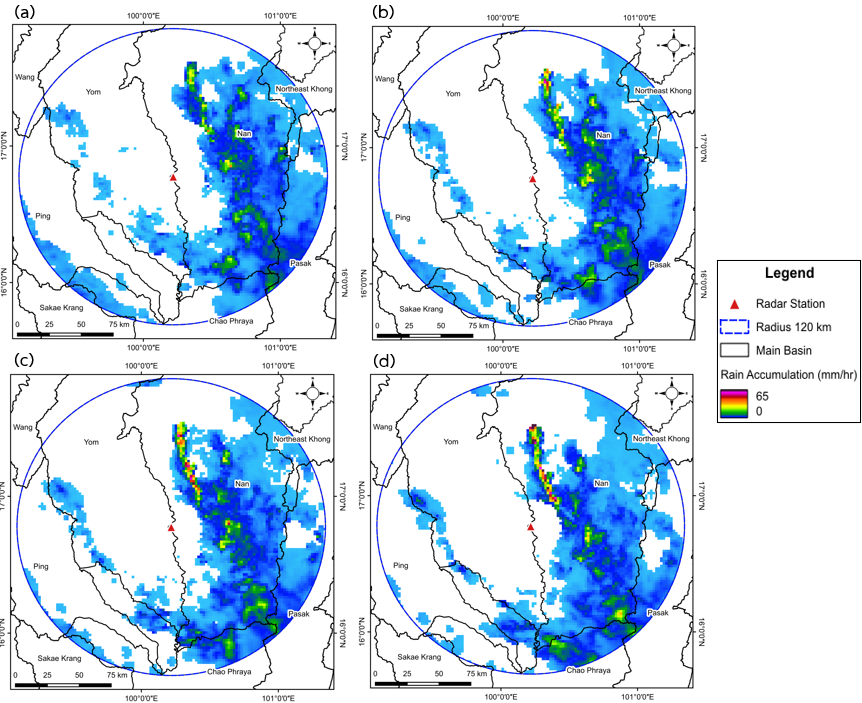 (a)
100°0'0"E 101°0'0"E
Wang
Yom
Northeast Khong
Nan
17°0'0"N
17°0'0"N
Ping
Pasak
16°0'0"N
16°0'0"N
Sakae Krang
Chao Phraya
0 25 50 75 km
100°0'0"E 101°0'0"E
(b)
100°0'0"E 101°0'0"E
Wang
Yom
Northeast Khong
Nan
17°0'0"N
17°0'0"N
Ping
Pasak
16°0'0"N
16°0'0"N
Sakae Krang
Chao Phraya
0 25 50 75 km
100°0'0"E 101°0'0"E
Legend
Radar Station
Radius 120 km
Main Basin
Rain Accumulation (mm/hr)
65
0
(c)
Wang
Yom
Northeast Khong
Nan
17°0'0"N
17°0'0"N
Ping
Pasak
16°0'0"N
16°0'0"N
Sakae Krang
Chao Phraya
0 25 50 75 km
100°0'0"E 101°0'0"E
(d)
Wang
Yom
Northeast Khong
Nan
17°0'0"N
17°0'0"N
Ping
Pasak
16°0'0"N
16°0'0"N
Sakae Krang
Chao Phraya
0 25 50 75 km
100°0'0"E 101°0'0"E